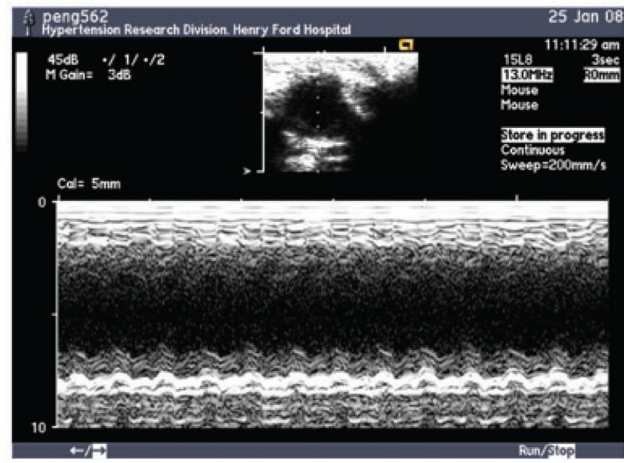 peng562 25 Jan 08
Hypertension Research Division. Henry Ford Hospital
11:11:29 am
45dB •/ 1/ •/2 15L8 3sec
M Gain= 3dB 13.0MHz R0mm
Mouse
Mouse
Store in progress
Continuous
Sweep=200mm/s
Cal= 5mm
0
10
←/→ Run/Stop